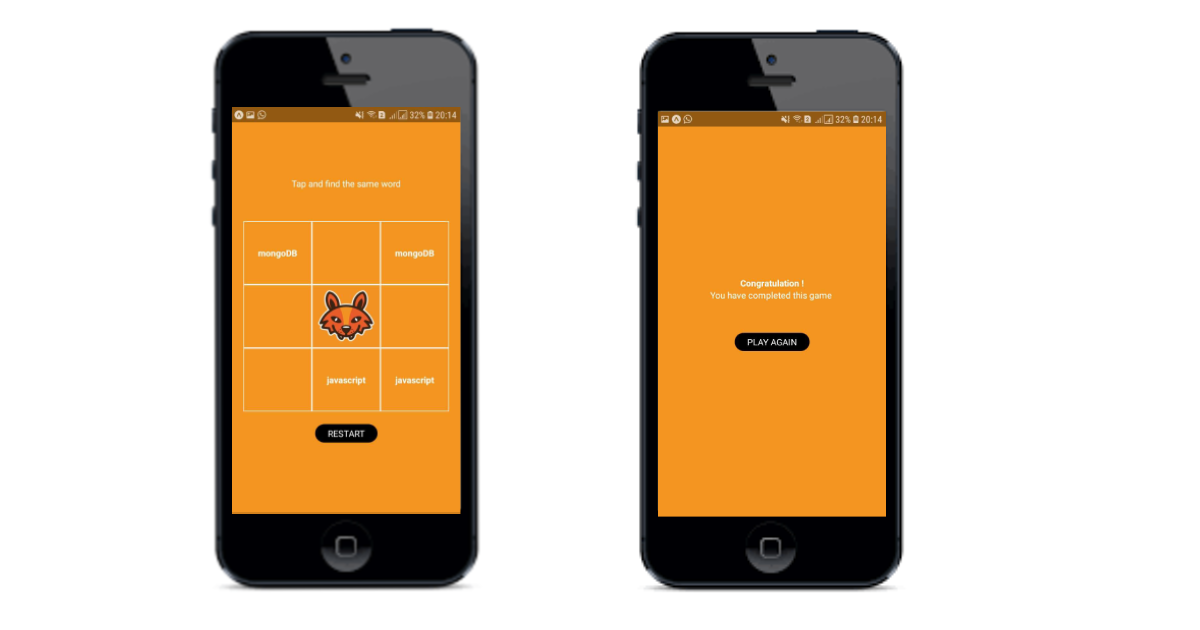 32% 20:14
Tap and find the same word
mongoDB mongoDB
javascript javascript
RESTART
32% 20:14
Congratulation !
You have completed this game
PLAY AGAIN